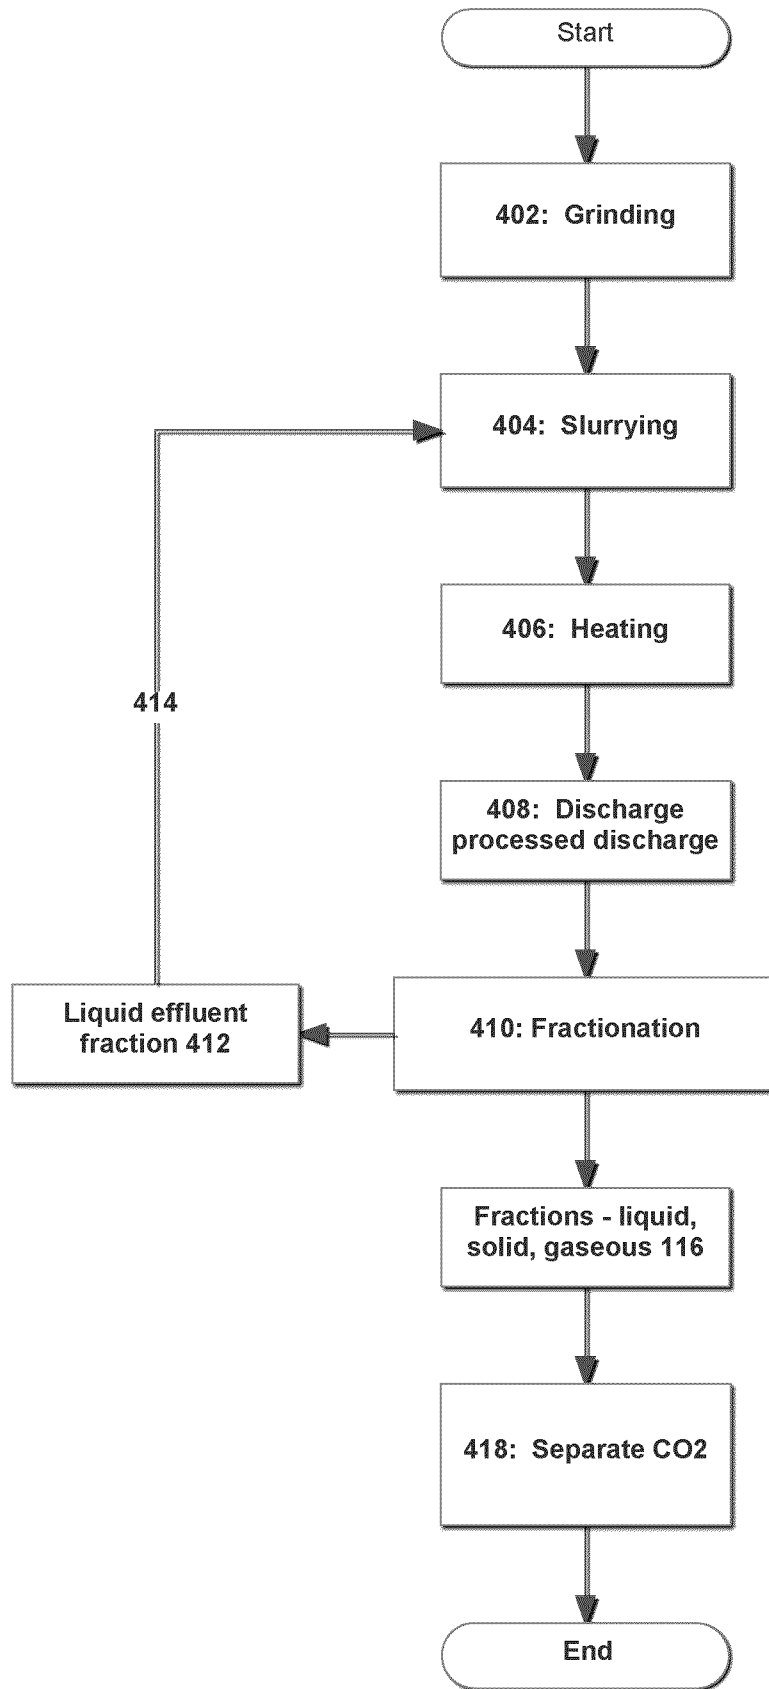 Start
402: Grinding
404: Slurrying
406: Heating
414
408: Discharge
processed discharge
Liquid effluent
fraction 412
410: Fractionation
Fractions - liquid,
solid, gaseous 116
418: Separate CO2
End